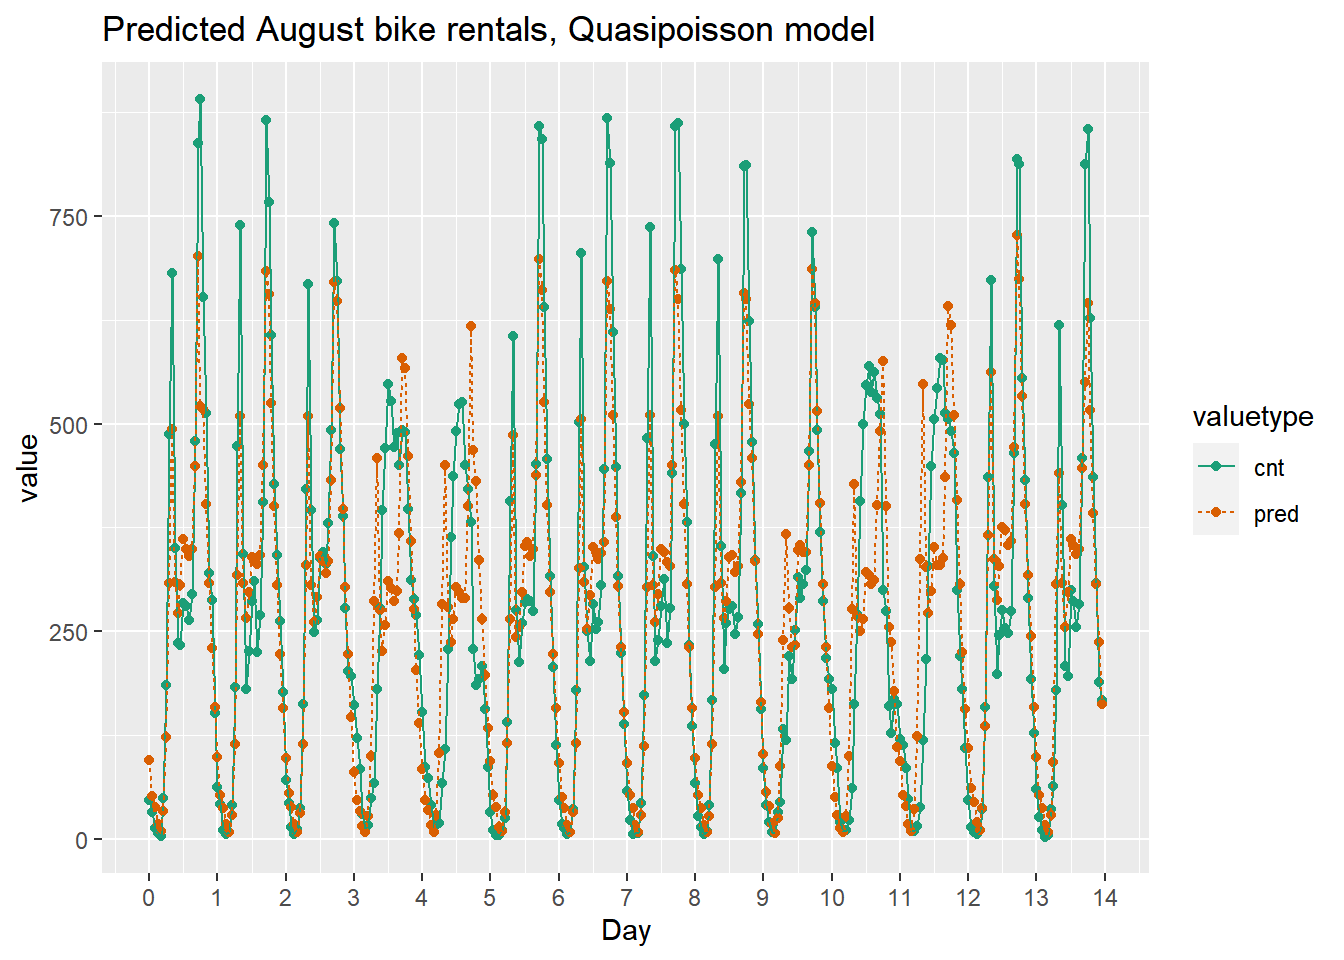 Predicted August bike rentals, Quasipoisson model
value
750
500
250
0
0 1 2 3 4 5 6 7 8 9 10 11 12 13 14
Day
valuetype
cnt
pred